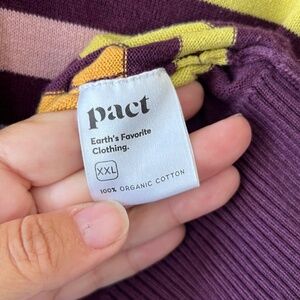 pact
Earth's Favorite
Clothing.
XXL
100% ORGANIC COTTON